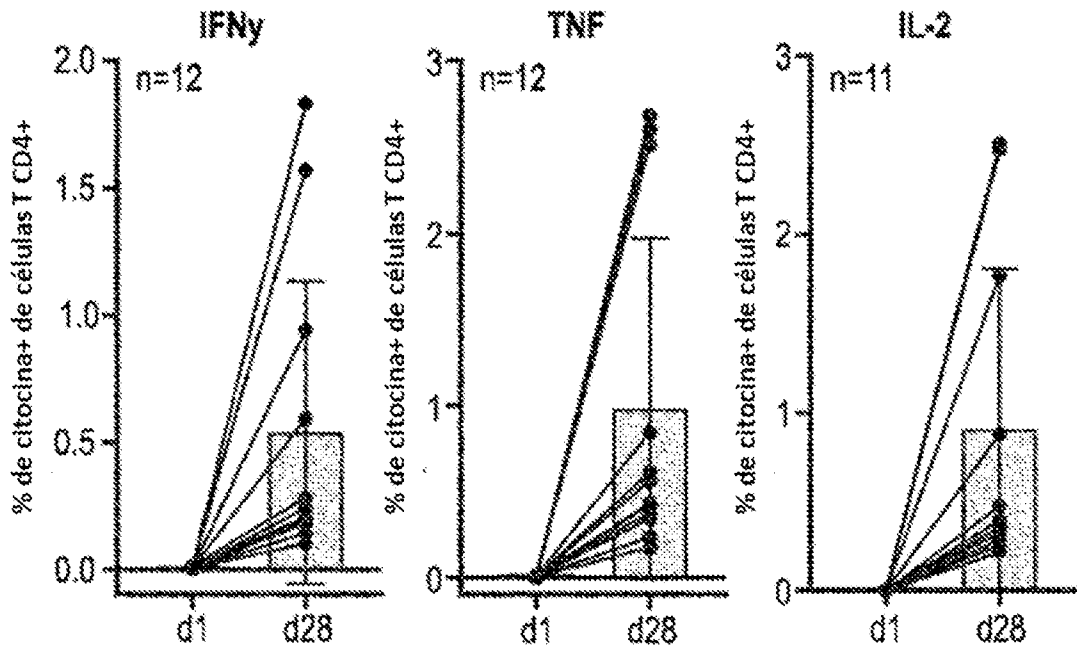 IFNy
% de citocina+ de células T CD4+
n=12
2.0
1.5
1.0
0.5
0.0
d1
d28
TNF
% de citocina+ de células T CD4+
n=12
3
2
1
0
d1
d28
IL-2
% de citocina+ de células T CD4+
n=11
3
2
1
0
d1
d28